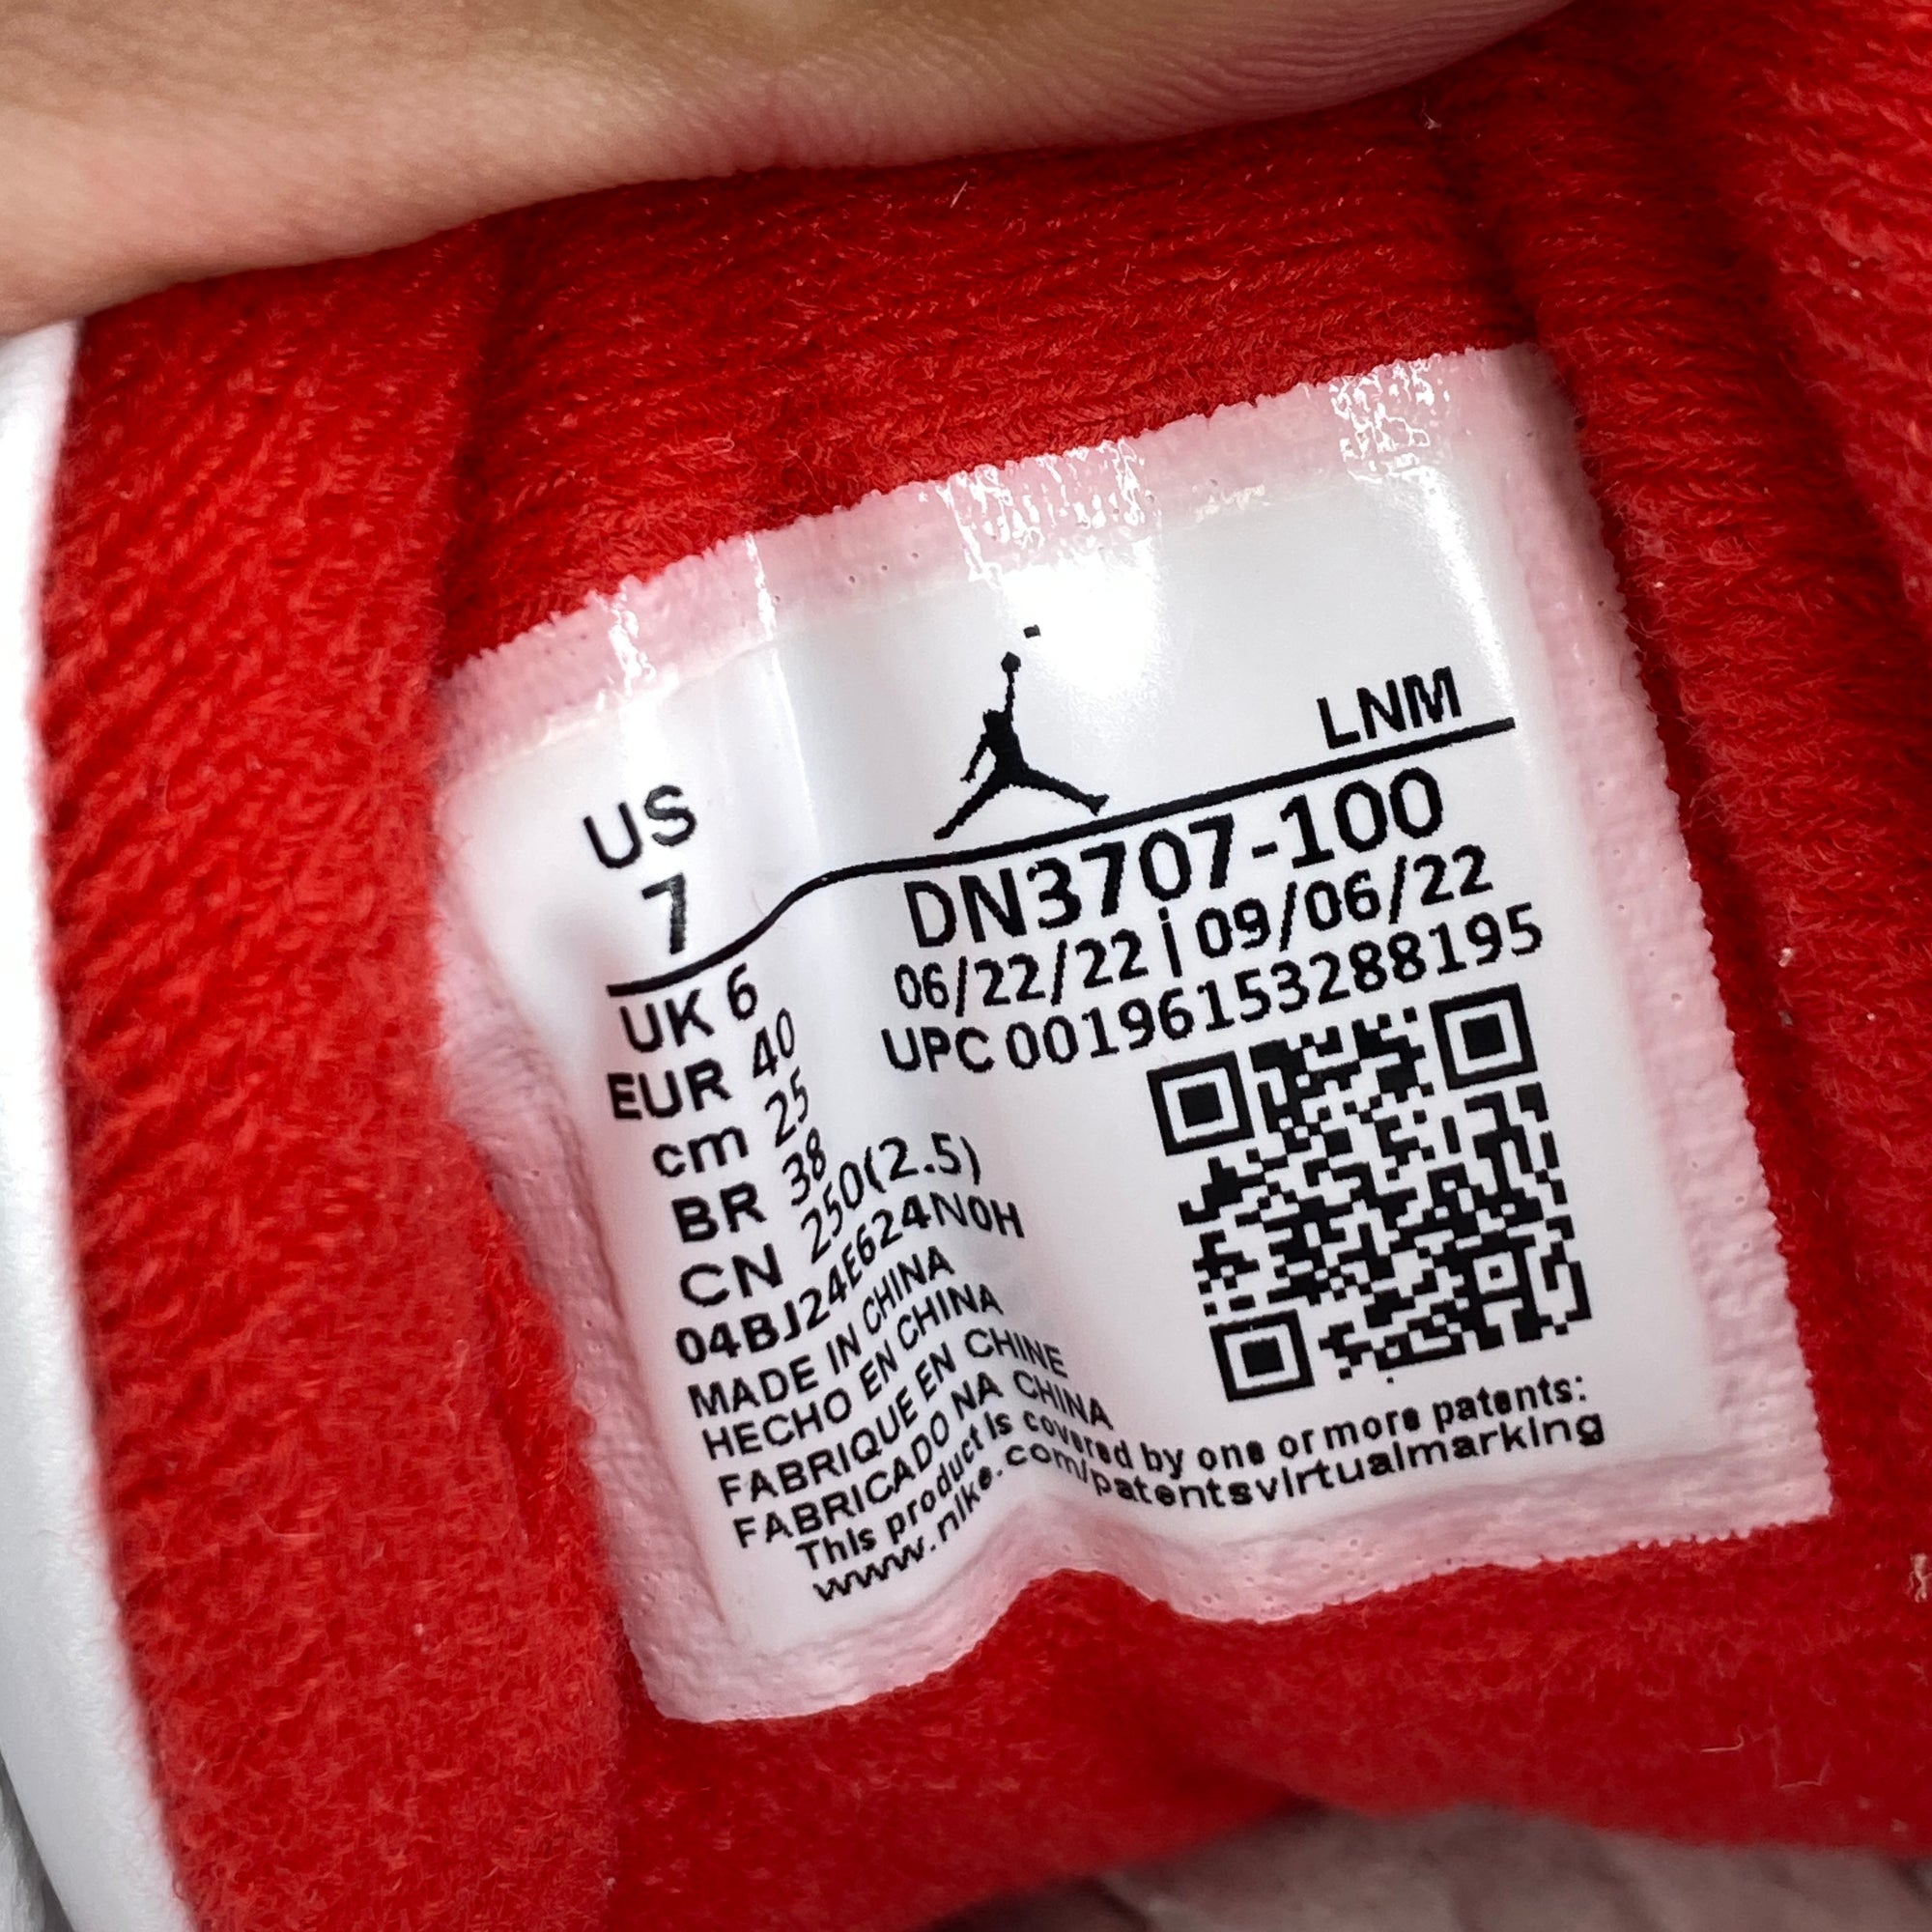 LNM
US
7
DN3707-100
06/22/22 | 09/06/22
UPC 00196153288195
UK 6
EUR 40
cm 25
BR 38
CN 250(2.5)
04BJ24E624N0H
MADE IN CHINA
HECHO EN CHINA
FABRIQUE EN CHINE
FABRICADO NA CHINA
This product is covered by one or more patents:
www.nike.com/patentsvirtualmarking